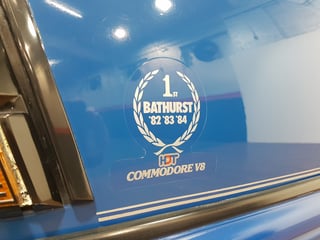 1ST
BATHURST
'82 '83 '84
HDT
COMMODORE V8